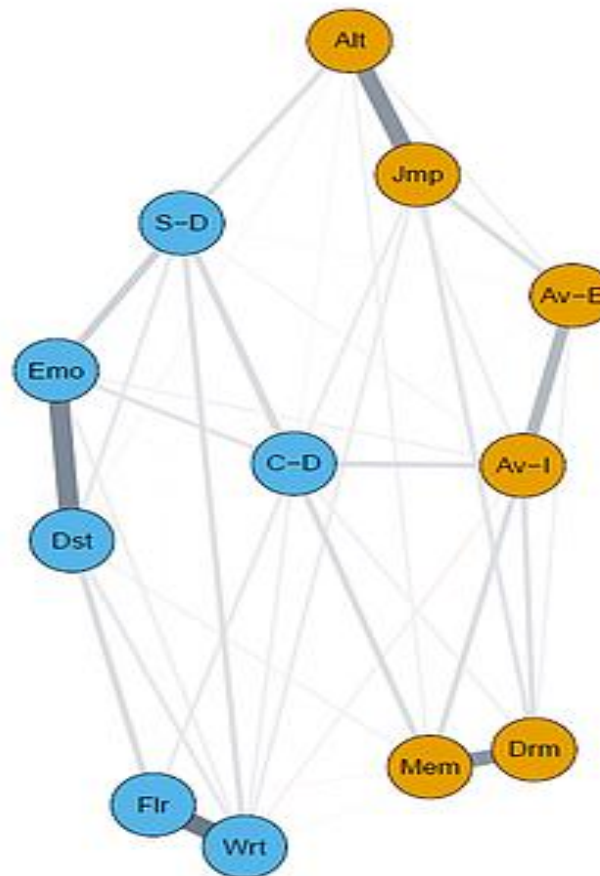 Alt
Jmp
S-D
Av-E
Emo
C-D
Av-I
Dst
Mem
Drm
Flr
Wrt